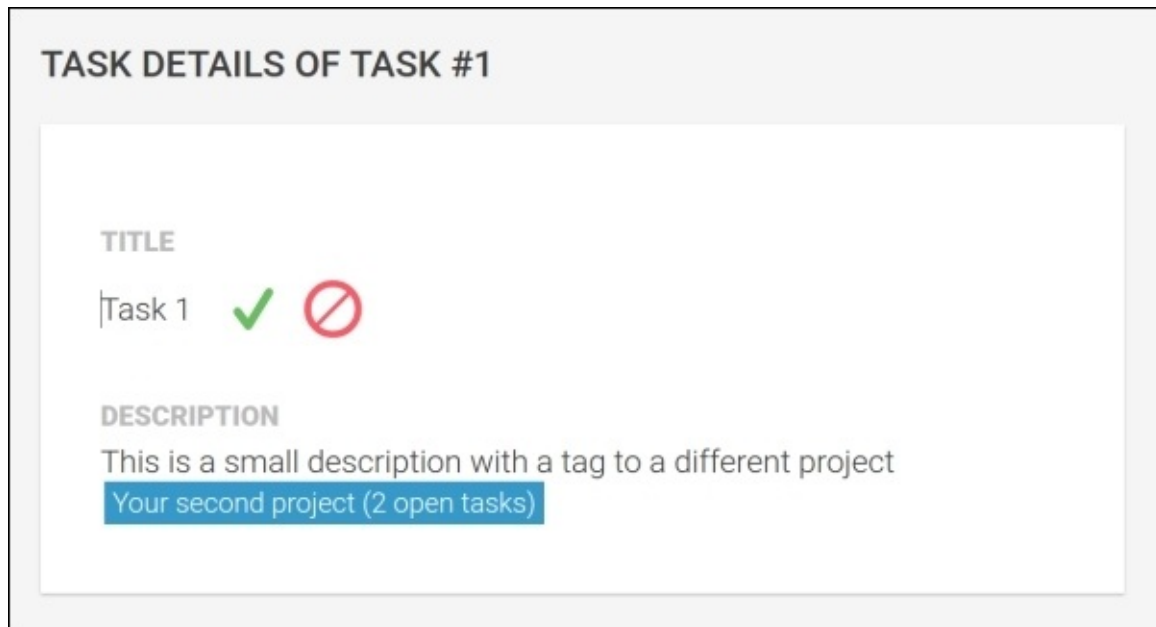 TASK DETAILS OF TASK #1
TITLE
Task 1
DESCRIPTION
This is a small description with a tag to a different project
Your second project (2 open tasks)